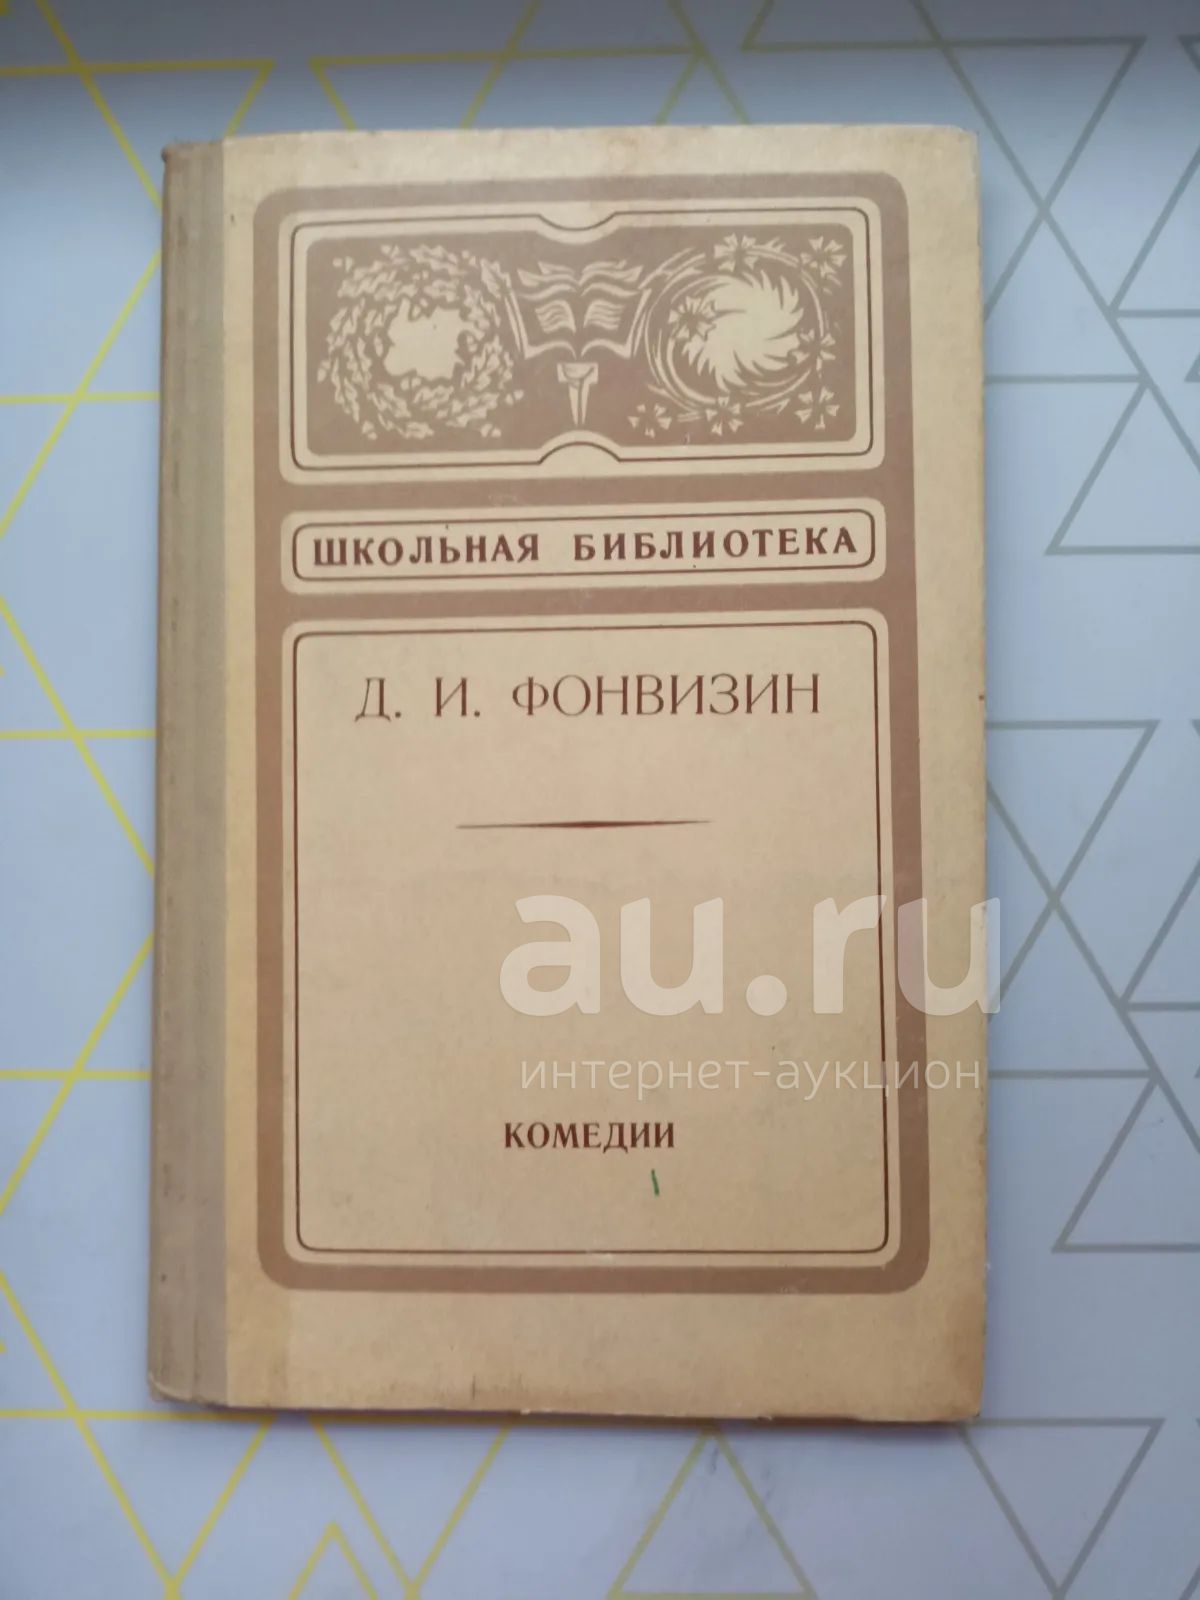 ШКОЛЬНАЯ БИБЛИОТЕКА
Д. И. ФОНВИЗИН
au.ru
интернет-аукцион
КОМЕДИИ